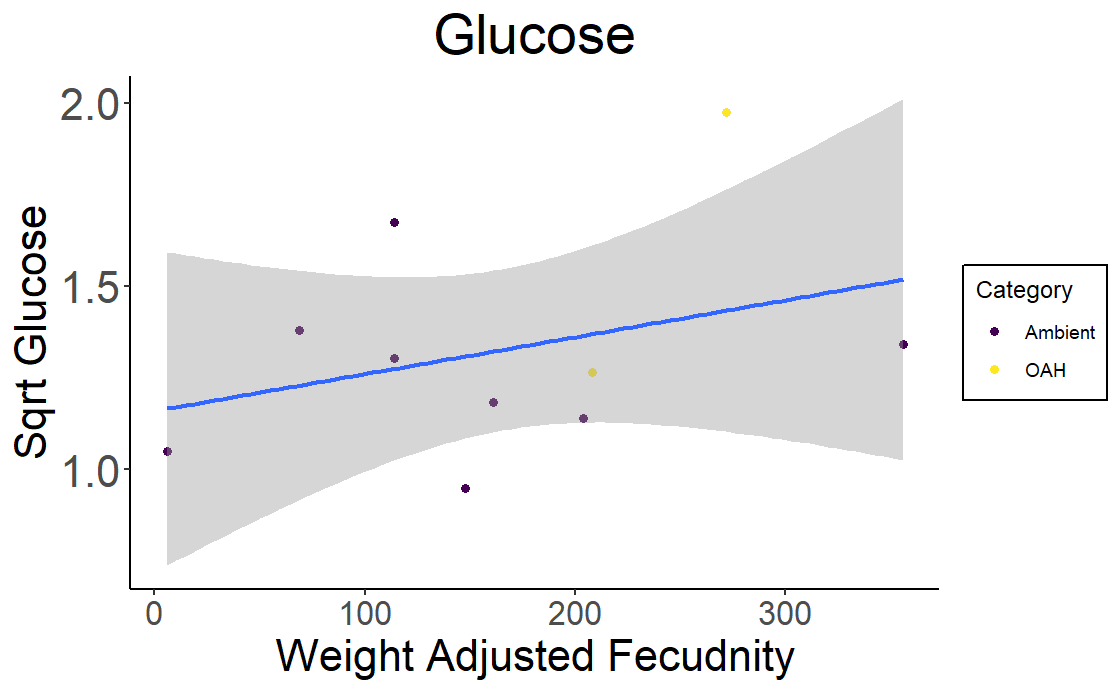 Glucose
Sqrt Glucose
2.0
1.5
1.0
0
100
200
300
Weight Adjusted Fecudnity
Category
Ambient
OAH